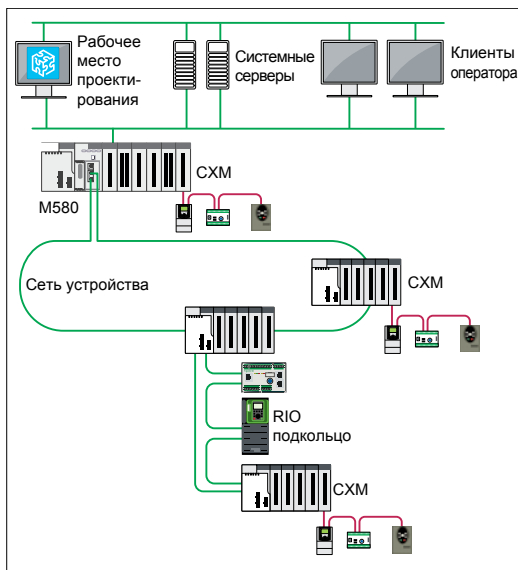 Рабочее
место
проекти-
рования
Системные
серверы
Клиенты
оператора
CXM
M580
Сеть устройства
CXM
RIO
подкольцо
CXM